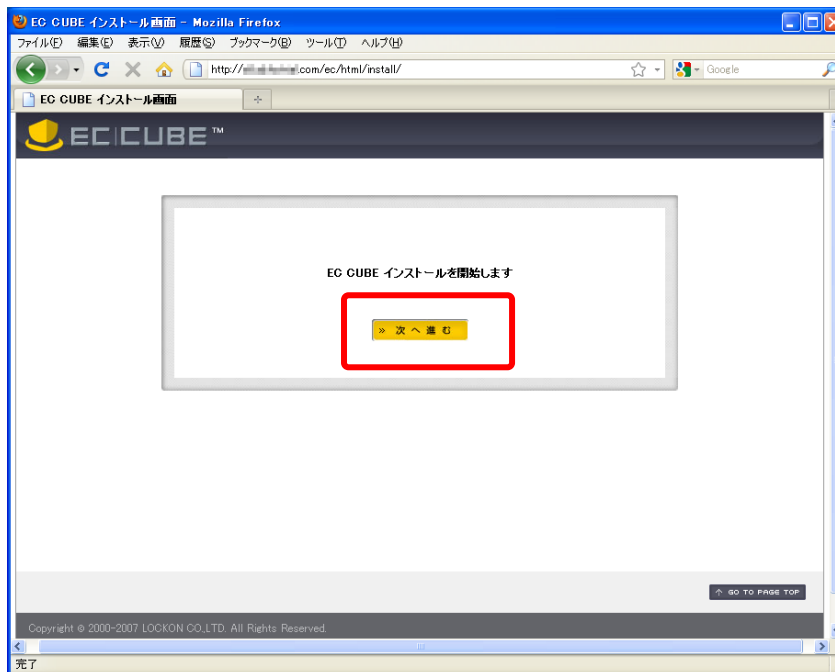 EC CUBE インストール画面 - Mozilla Firefox
ファイル(F) 編集(E) 表示(V) 履歴(S) ブックマーク(B) ツール(T) ヘルプ(H)
http:// .com/ec/html/install/ Google
EC CUBE インストール画面
EC CUBE™
EC CUBE インストールを開始します
» 次へ進む
↑ GO TO PAGE TOP
Copyright © 2000-2007 LOCKON CO.,LTD. All Rights Reserved.
完了